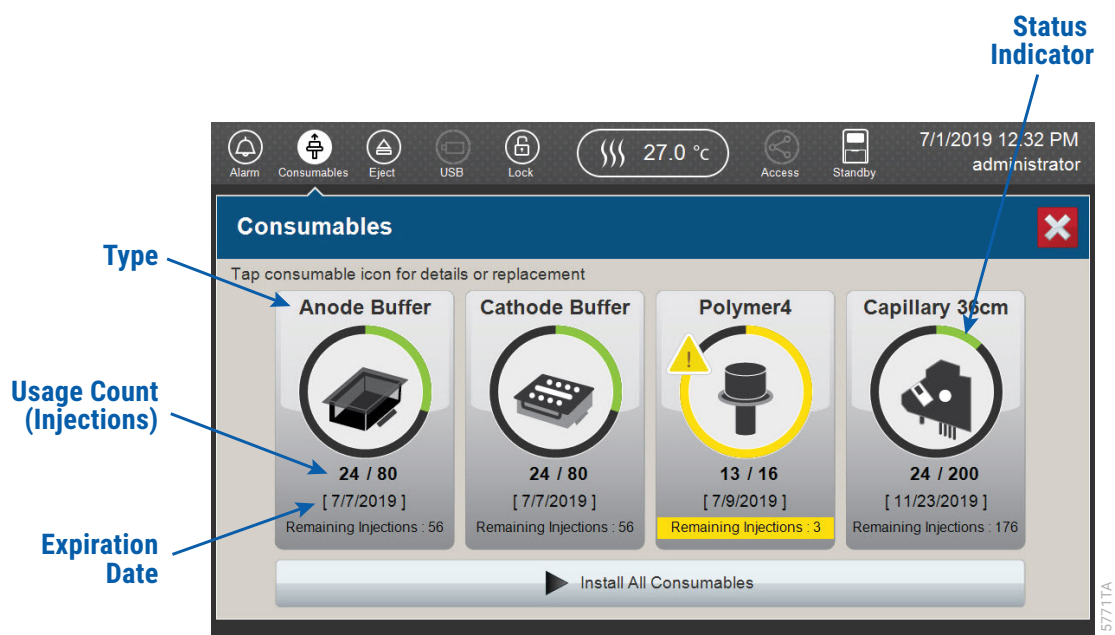 Status
Indicator
7/1/2019 12:32 PM
27.0 °c
administrator
Alarm
Consumables
Eject
USB
Lock
Access
Standby
Consumables
Type
Tap consumable icon for details or replacement
Anode Buffer
Cathode Buffer
Polymer4
Capillary 36cm
!
Usage Count
(Injections)
24 / 80
24 / 80
13 / 16
24 / 200
[ 7/7/2019 ]
[ 7/7/2019 ]
[ 7/9/2019 ]
[ 11/23/2019 ]
Remaining Injections : 56
Remaining Injections : 56
Remaining Injections : 3
Remaining Injections : 176
Expiration
Date
Install All Consumables
5771TA